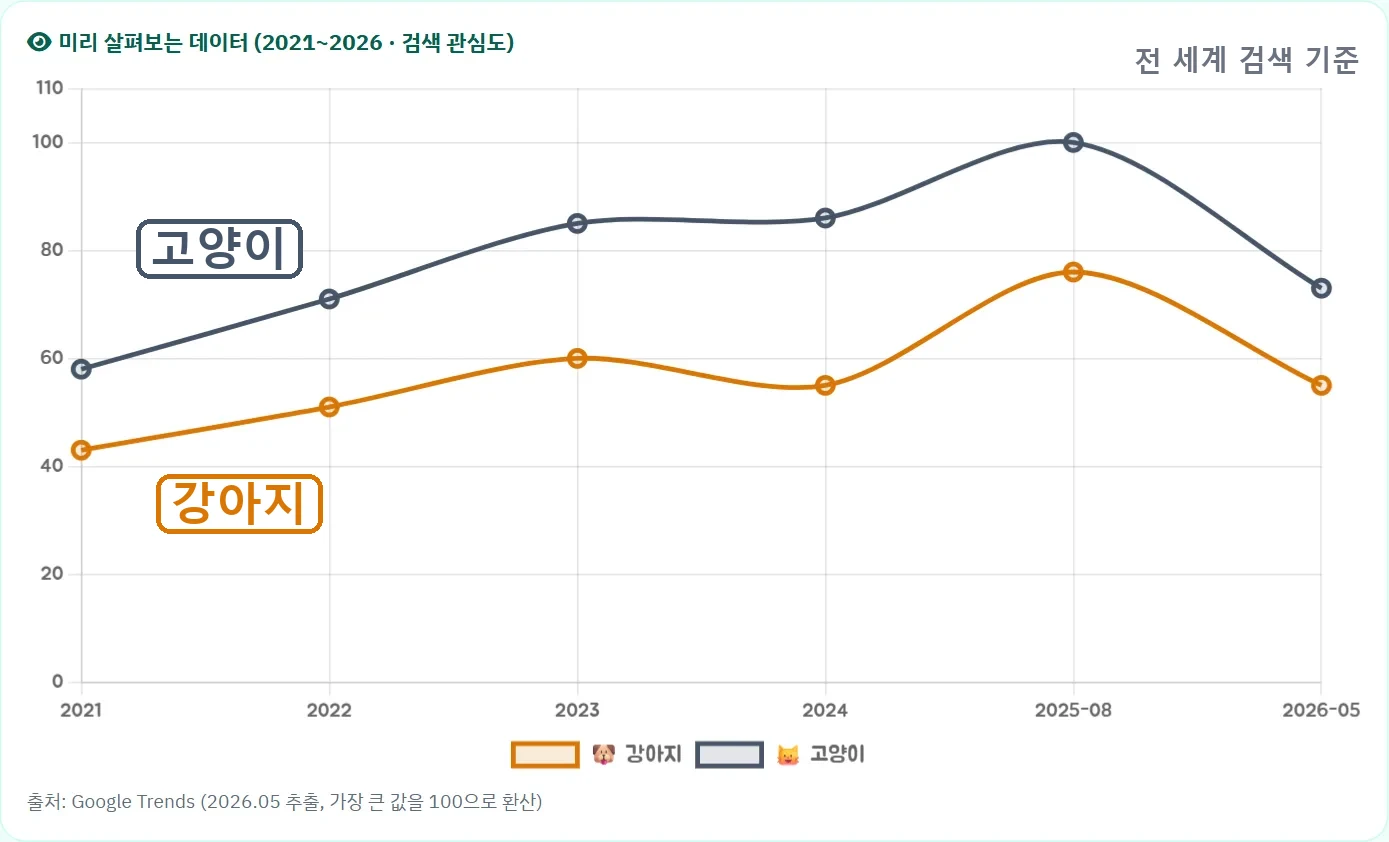 미리 살펴보는 데이터 (2021~2026 · 검색 관심도)
전 세계 검색 기준
110
100
80
60
40
20
0
고양이
강아지
2021 2022 2023 2024 2025-08 2026-05
강아지 고양이
출처: Google Trends (2026.05 추출, 가장 큰 값을 100으로 환산)